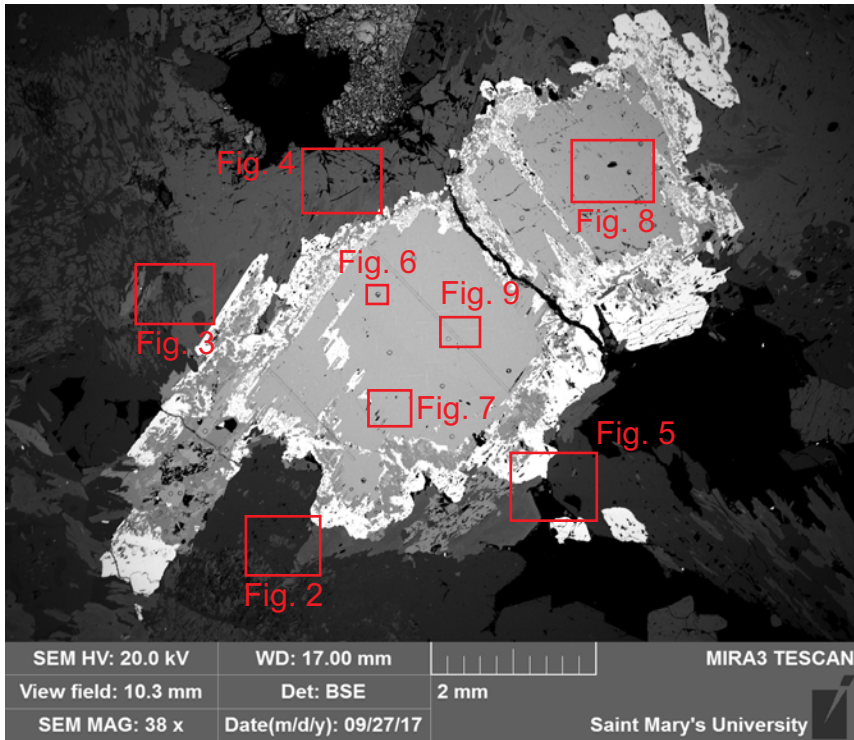 Fig. 4
Fig. 8
Fig. 6
Fig. 9
Fig. 3
Fig. 7
Fig. 5
Fig. 2
SEM HV: 20.0 kV
WD: 17.00 mm
MIRA3 TESCAN
View field: 10.3 mm
Det: BSE
2 mm
SEM MAG: 38 x
Date(m/d/y): 09/27/17
Saint Mary's University